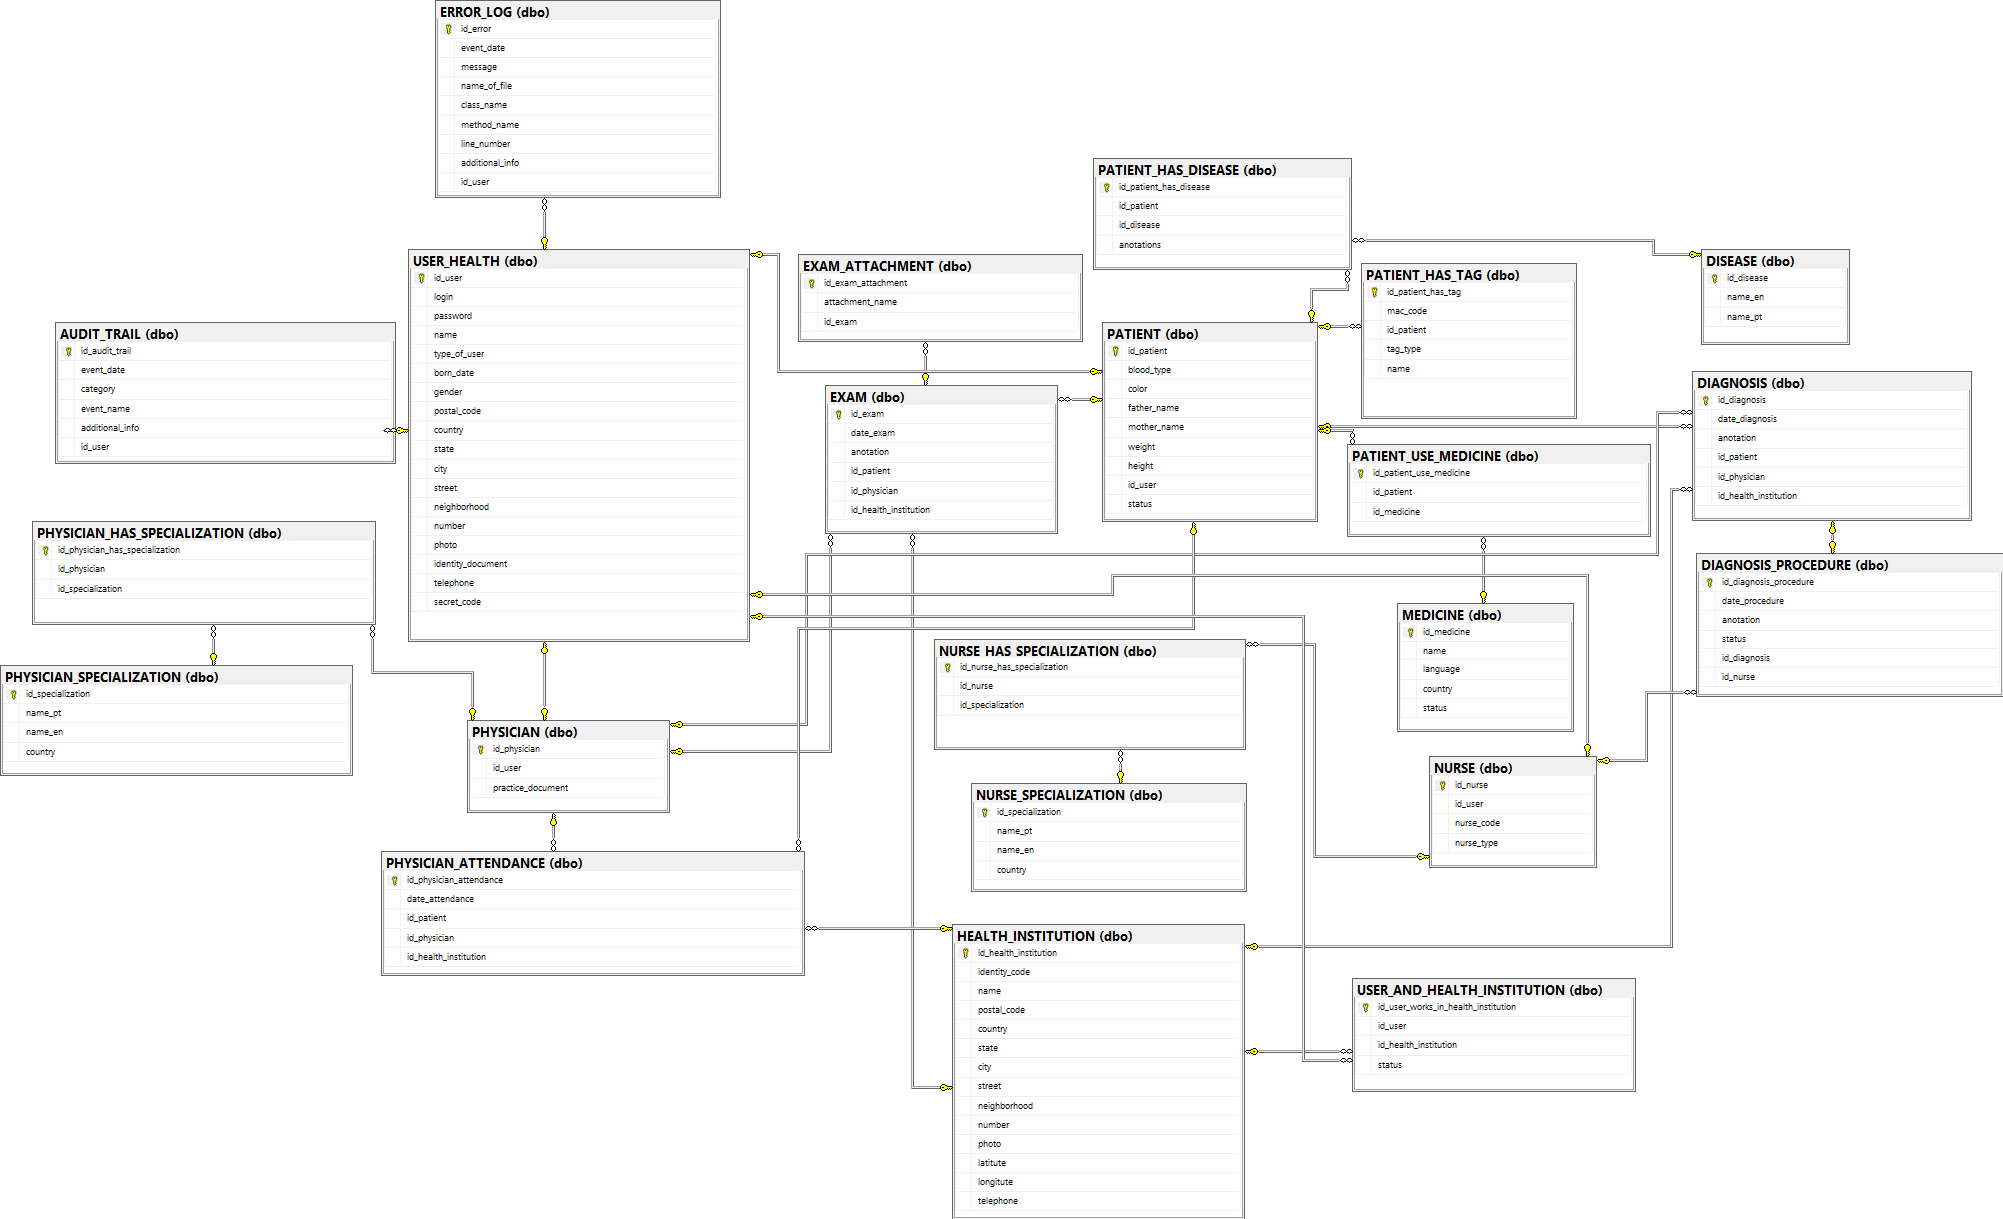 ERROR_LOG (dbo)
id_error
event_date
message
name_of_file
class_name
method_name
line_number
additional_info
id_user
PATIENT_HAS_DISEASE (dbo)
id_patient_has_disease
id_patient
id_disease
anotations
USER_HEALTH (dbo)
id_user
login
password
name
type_of_user
born_date
gender
postal_code
country
state
city
street
neighborhood
number
photo
identity_document
telephone
secret_code
EXAM_ATTACHMENT (dbo)
id_exam_attachment
attachment_name
id_exam
PATIENT_HAS_TAG (dbo)
id_patient_has_tag
mac_code
id_patient
tag_type
name
DISEASE (dbo)
id_disease
name_en
name_pt
AUDIT_TRAIL (dbo)
id_audit_trail
event_date
category
event_name
additional_info
id_user
PATIENT (dbo)
id_patient
blood_type
color
father_name
mother_name
weight
height
id_user
status
EXAM (dbo)
id_exam
date_exam
anotation
id_patient
id_physician
id_health_institution
DIAGNOSIS (dbo)
id_diagnosis
date_diagnosis
anotation
id_patient
id_physician
id_health_institution
PATIENT_USE_MEDICINE (dbo)
id_patient_use_medicine
id_patient
id_medicine
PHYSICIAN_HAS_SPECIALIZATION (dbo)
id_physician_has_specialization
id_physician
id_specialization
DIAGNOSIS_PROCEDURE (dbo)
id_diagnosis_procedure
date_procedure
anotation
status
id_diagnosis
id_nurse
MEDICINE (dbo)
id_medicine
name
language
country
status
NURSE_HAS_SPECIALIZATION (dbo)
id_nurse_has_specialization
id_nurse
id_specialization
PHYSICIAN_SPECIALIZATION (dbo)
id_specialization
name_pt
name_en
country
PHYSICIAN (dbo)
id_physician
id_user
practice_document
NURSE (dbo)
id_nurse
id_user
nurse_code
nurse_type
NURSE_SPECIALIZATION (dbo)
id_specialization
name_pt
name_en
country
PHYSICIAN_ATTENDANCE (dbo)
id_physician_attendance
date_attendance
id_patient
id_physician
id_health_institution
HEALTH_INSTITUTION (dbo)
id_health_institution
identity_code
name
postal_code
country
state
city
street
neighborhood
number
photo
latitute
longitute
telephone
USER_AND_HEALTH_INSTITUTION (dbo)
id_user_works_in_health_institution
id_user
id_health_institution
status